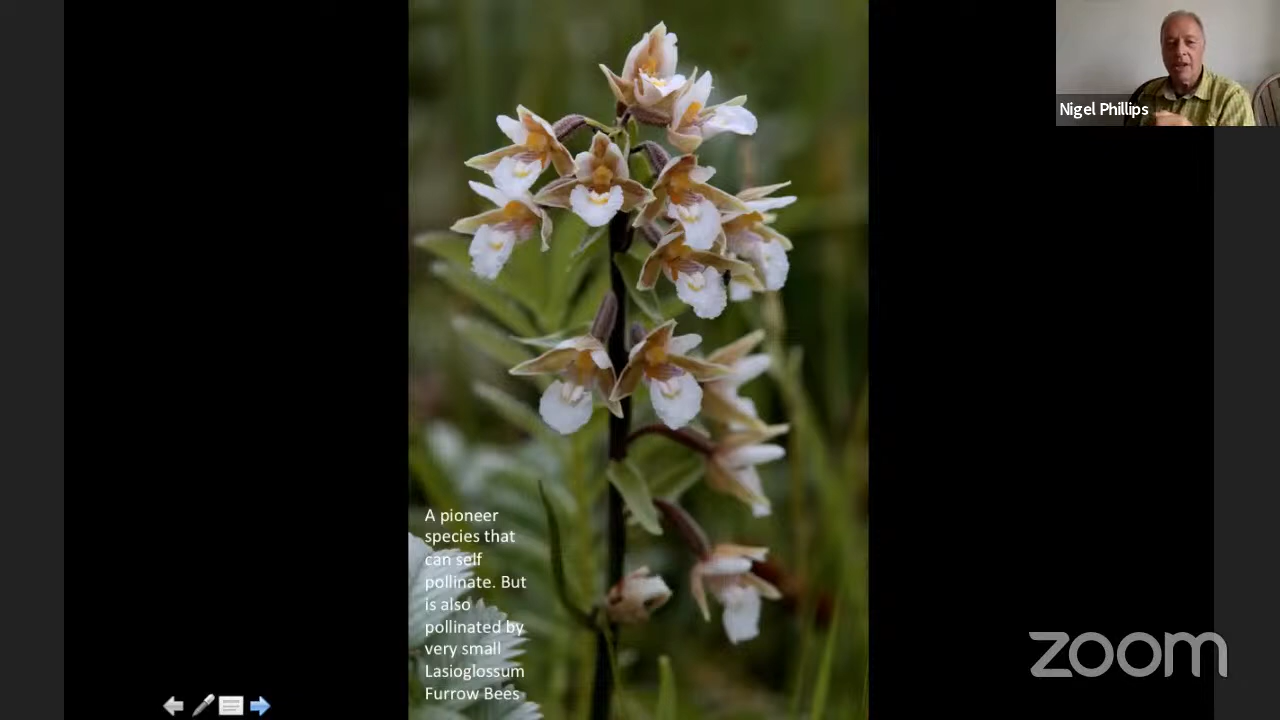 Nigel Phillips
A pioneer
species that
can self
pollinate. But
is also
pollinated by
very small
Lasioglossum
Furrow Bees
zoom